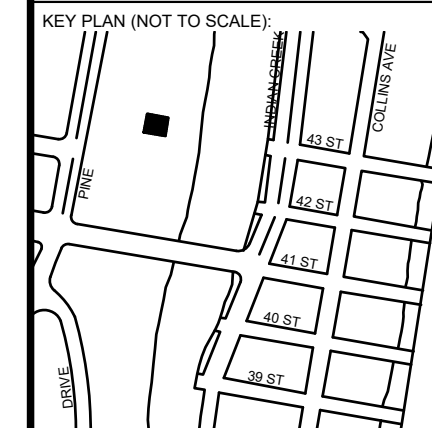 KEY PLAN (NOT TO SCALE):
INDIAN CREEK
COLLINS AVE
43 ST
PINE
42 ST
41 ST
40 ST
39 ST
DRIVE